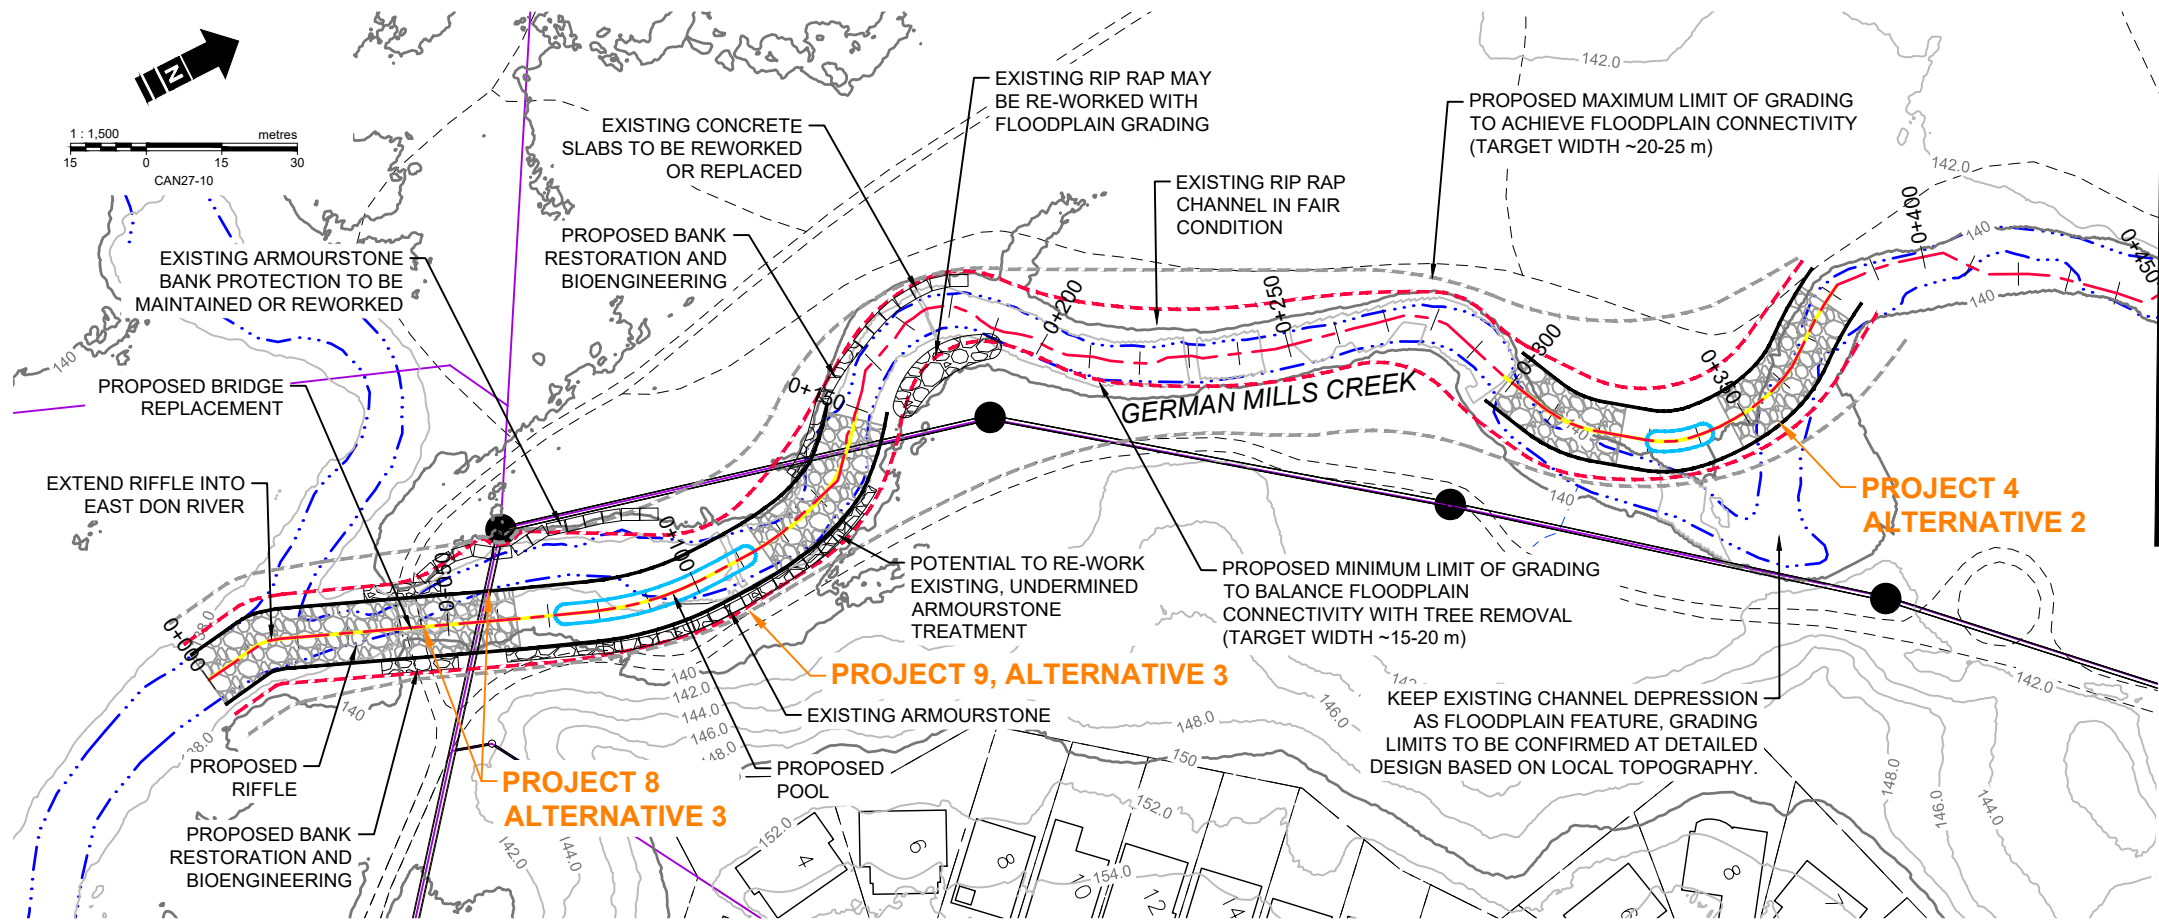 N
1 : 1,500 metres
15 0 15 30
CAN27-10
EXISTING RIP RAP MAY
BE RE-WORKED WITH
FLOODPLAIN GRADING
EXISTING CONCRETE
SLABS TO BE REWORKED
OR REPLACED
PROPOSED MAXIMUM LIMIT OF GRADING
TO ACHIEVE FLOODPLAIN CONNECTIVITY
(TARGET WIDTH ~20-25 m)
EXISTING RIP RAP
CHANNEL IN FAIR
CONDITION
PROPOSED BANK
RESTORATION AND
BIOENGINEERING
EXISTING ARMOURSTONE
BANK PROTECTION TO BE
MAINTAINED OR REWORKED
PROPOSED BRIDGE
REPLACEMENT
EXTEND RIFFLE INTO
EAST DON RIVER
GERMAN MILLS CREEK
0+000
0+050
0+100
0+150
0+200
0+250
0+300
0+350
0+400
0+450
PROJECT 4
ALTERNATIVE 2
POTENTIAL TO RE-WORK
EXISTING, UNDERMINED
ARMOURSTONE
TREATMENT
PROPOSED MINIMUM LIMIT OF GRADING
TO BALANCE FLOODPLAIN
CONNECTIVITY WITH TREE REMOVAL
(TARGET WIDTH ~15-20 m)
PROJECT 9, ALTERNATIVE 3
EXISTING ARMOURSTONE
KEEP EXISTING CHANNEL DEPRESSION
AS FLOODPLAIN FEATURE, GRADING
LIMITS TO BE CONFIRMED AT DETAILED
DESIGN BASED ON LOCAL TOPOGRAPHY.
PROPOSED
RIFFLE
PROJECT 8
ALTERNATIVE 3
PROPOSED
POOL
PROPOSED BANK
RESTORATION AND
BIOENGINEERING
142.0
142.0
140
140
140
140
140
140
140
140
142.0
144.0
146.0
148.0
148.0
146.0
150
142.0
152.0
152.0
154.0
142.0
144.0
148.0
146.0
144.0
4
6
8
10
12
14
6
8
7